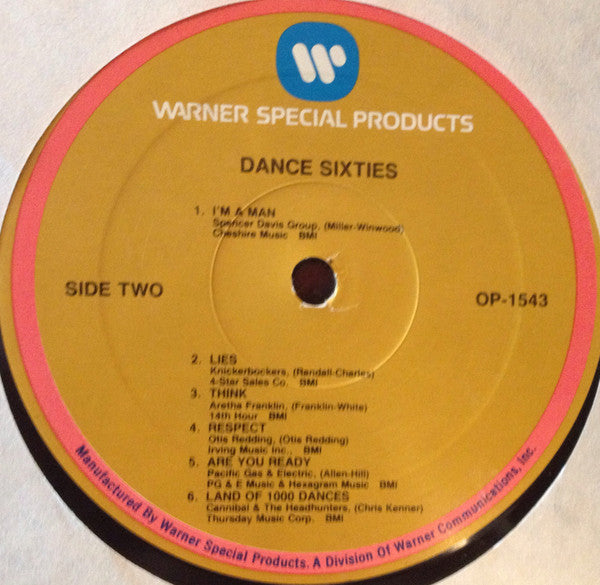 WARNER SPECIAL PRODUCTS
DANCE SIXTIES
1. I'M A MAN
Spencer Davis Group, (Miller-Winwood)
Cheshire Music BMI
SIDE TWO
OP-1543
2. LIES
Knickerbockers, (Randall-Charles)
4-Star Sales Co. BMI
3. THINK
Aretha Franklin, (Franklin-White)
14th Hour BMI
4. RESPECT
Otis Redding, (Otis Redding)
Irving Music Inc., BMI
5. ARE YOU READY
Pacific Gas & Electric, (Allen-Hill)
PG & E Music & Hexagram Music BMI
6. LAND OF 1000 DANCES
Cannibal & The Headhunters, (Chris Kenner)
Thursday Music Corp. BMI
Manufactured By Warner Special Products, A Division Of Warner Communications, Inc.